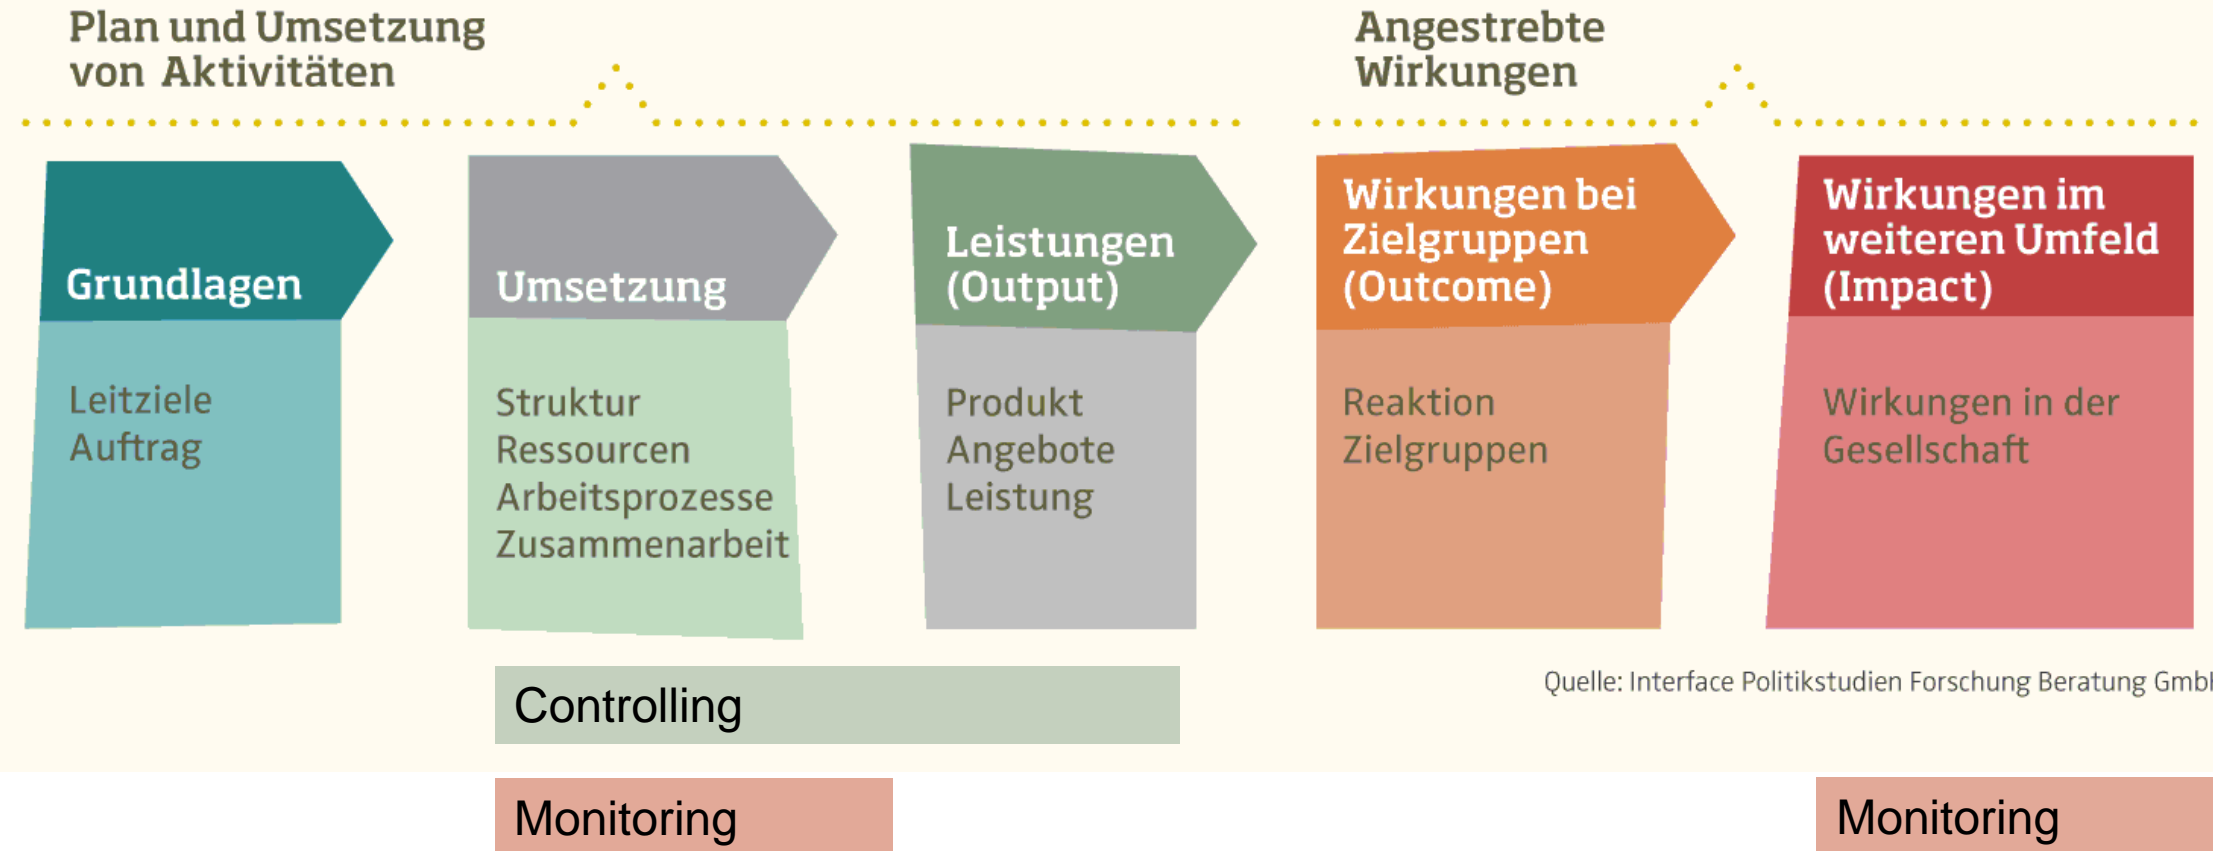 Plan und Umsetzung
von Aktivitäten
Angestrebte
Wirkungen
Grundlagen
Leitziele
Auftrag
Umsetzung
Struktur
Ressourcen
Arbeitsprozesse
Zusammenarbeit
Leistungen
(Output)
Produkt
Angebote
Leistung
Wirkungen bei
Zielgruppen
(Outcome)
Reaktion
Zielgruppen
Wirkungen im
weiteren Umfeld
(Impact)
Wirkungen in der
Gesellschaft
Quelle: Interface Politikstudien Forschung Beratung GmbH
Controlling
Monitoring
Monitoring